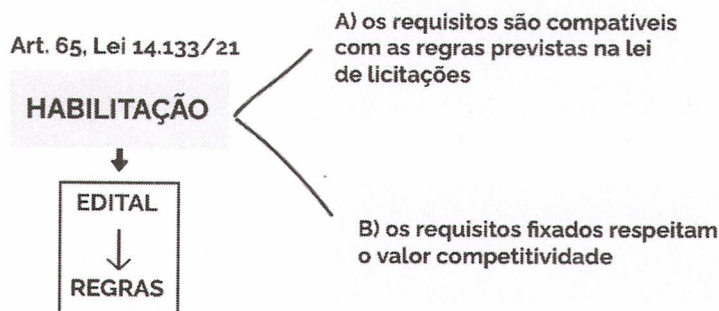 Art. 65, Lei 14.133/21
HABILITAÇÃO
EDITAL
REGRAS
A) os requisitos são compatíveis
com as regras previstas na lei
de licitações
B) os requisitos fixados respeitam
o valor competitividade